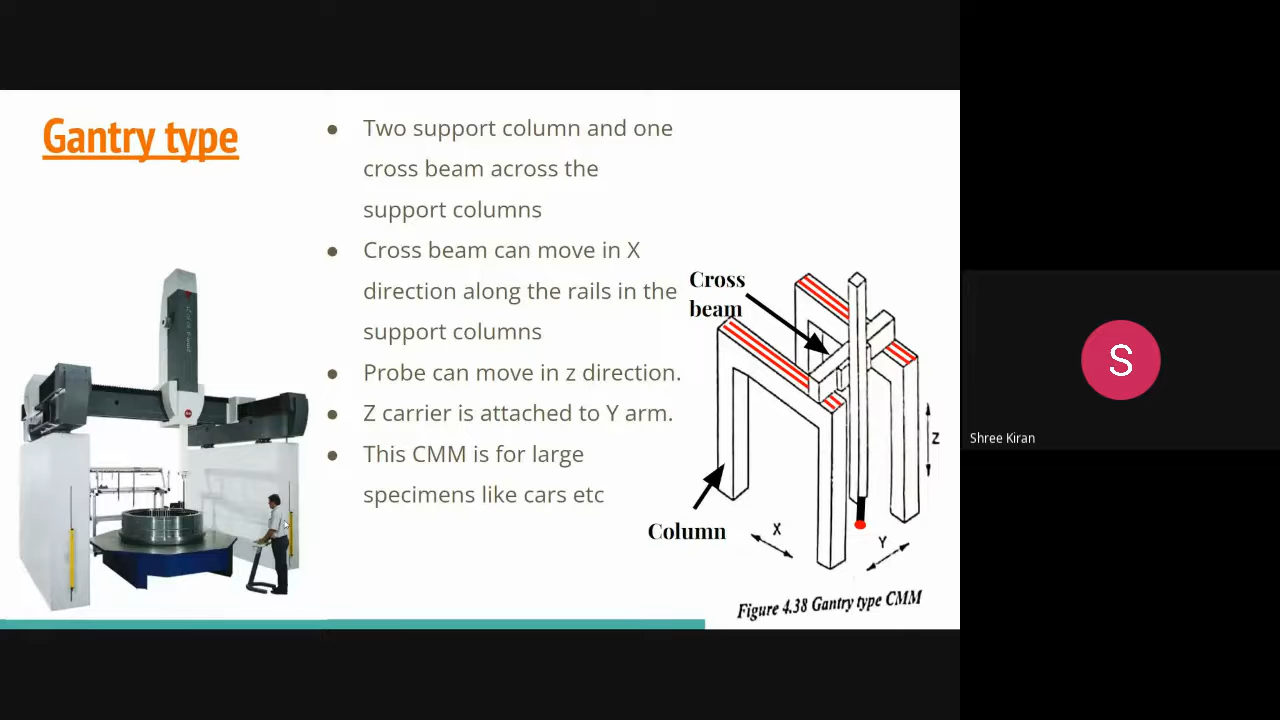 Gantry type
● Two support column and one
cross beam across the
support columns
● Cross beam can move in X
direction along the rails in the
support columns
● Probe can move in z direction.
● Z carrier is attached to Y arm.
● This CMM is for large
specimens like cars etc
Cross
beam
Column
X
Y
Z
Figure 4.38 Gantry type CMM
S
Shree Kiran